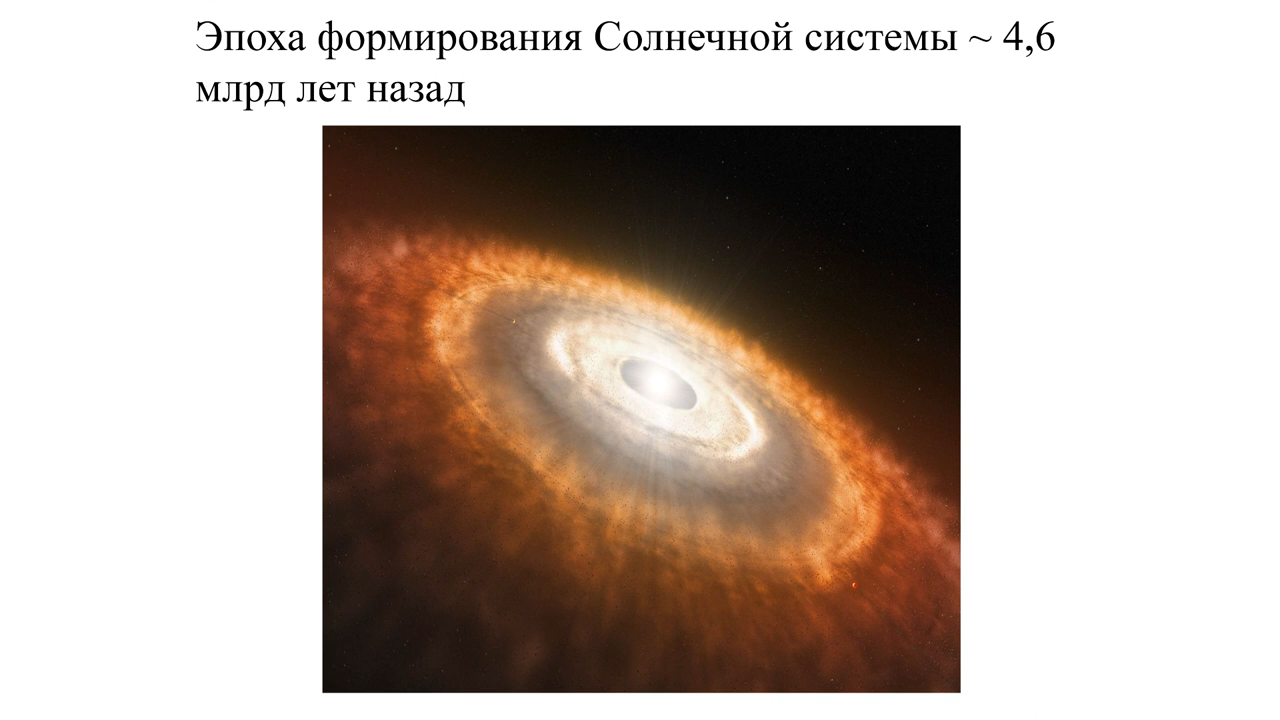 Эпоха формирования Солнечной системы ~ 4,6
млрд лет назад